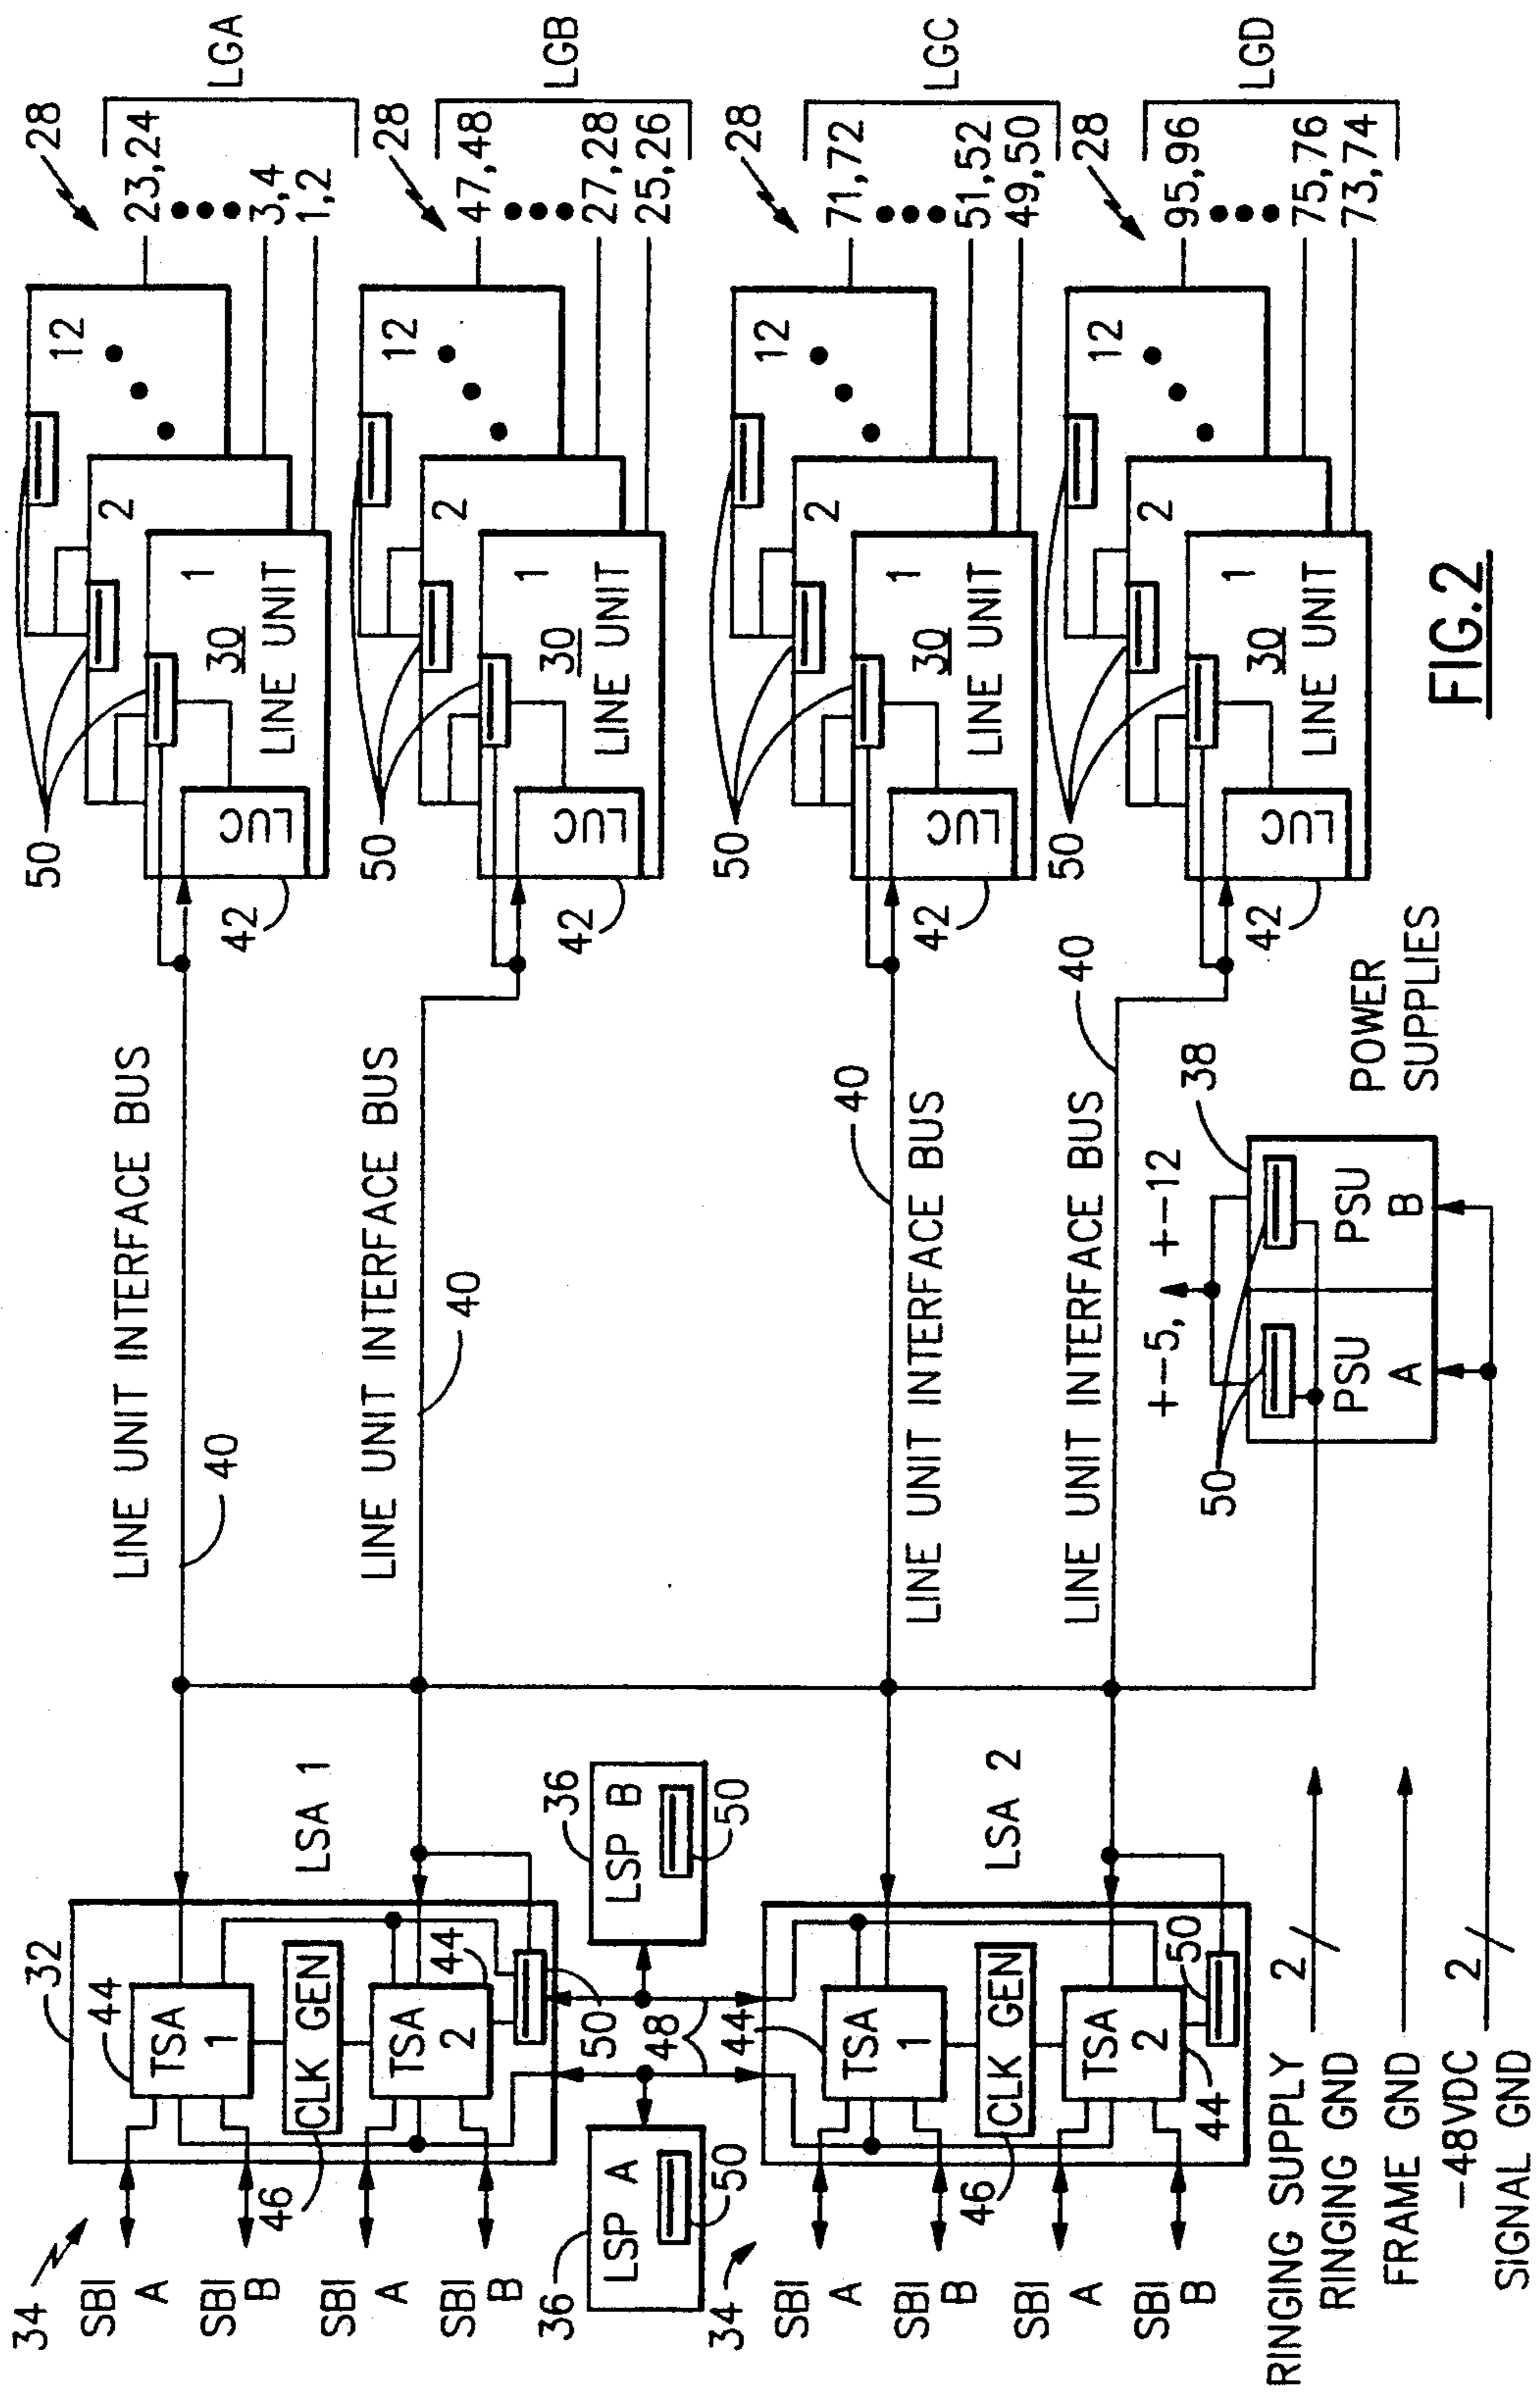 34
SBI
A
SBI
B
SBI
A
SBI
B
32
44
TSA
1
CLK GEN
46
TSA
2
44
50
LSA 1
LINE UNIT INTERFACE BUS
40
LINE UNIT INTERFACE BUS
40
50
42
LUC
LINE UNIT
30
1
2
12
28
23,24
3,4
1,2
LGA
50
42
LUC
LINE UNIT
30
1
2
12
28
47,48
27,28
25,26
LGB
36
LSP A
50
48
36
LSP B
50
34
SBI
A
SBI
B
SBI
A
SBI
B
44
TSA
1
CLK GEN
46
TSA
2
44
50
LSA 2
40
LINE UNIT INTERFACE BUS
40
LINE UNIT INTERFACE BUS
50
42
LUC
LINE UNIT
30
1
2
12
28
71,72
51,52
49,50
LGC
50
42
LUC
LINE UNIT
30
1
2
12
28
95,96
75,76
73,74
LGD
+-5, +-12
38
50
PSU
A
PSU
B
POWER
SUPPLIES
RINGING SUPPLY
2
RINGING GND
FRAME GND
-48VDC
2
SIGNAL GND
FIG.2